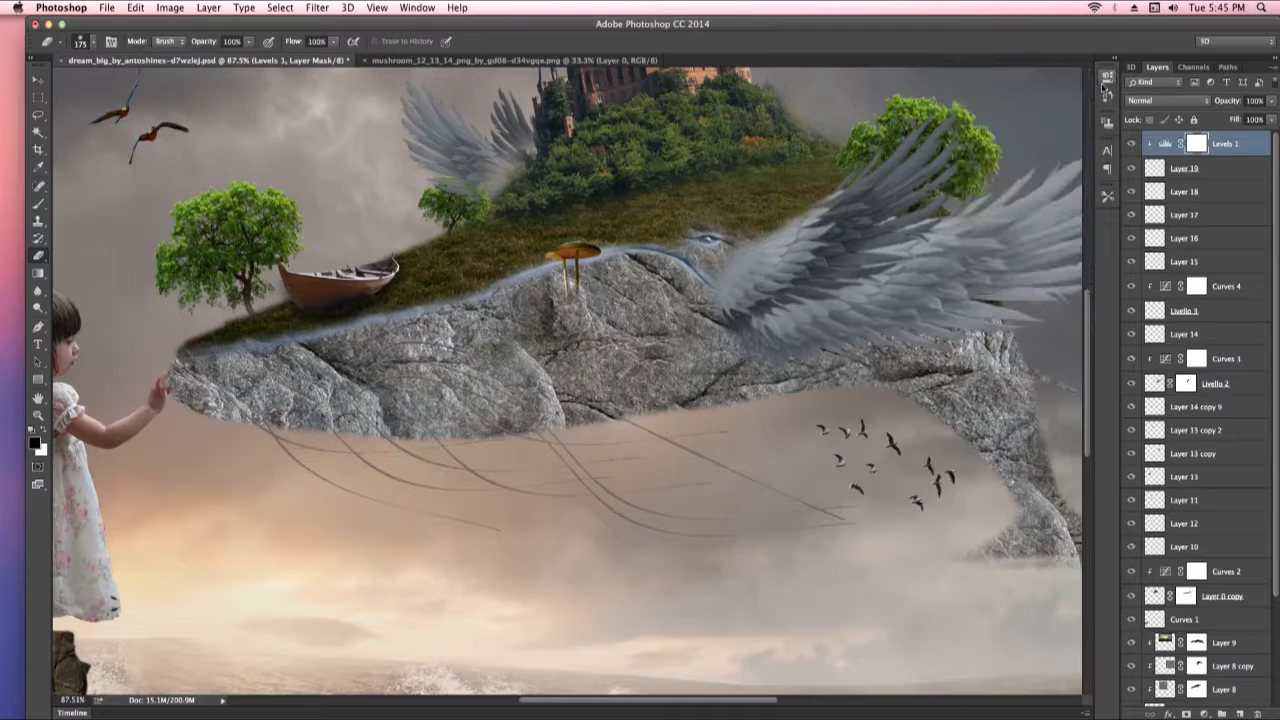 Photoshop File Edit Image Layer Type Select Filter 3D View Window Help Tue 5:45 PM
Adobe Photoshop CC 2014
175 Mode: Brush Opacity: 100% Flow: 100% Erase to History 3D
dream_big_by_antoshines-d7wzlej.psd @ 87.5% (Levels 1, Layer Mask/8) * mushroom_12_13_14_png_by_gd08-d34vgqe.png @ 33.3% (Layer 0, RGB/8)
3D Layers Channels Paths
Kind
Normal Opacity: 100%
Lock: Fill: 100%
Levels 1
Layer 19
Layer 18
Layer 17
Layer 16
Layer 15
Curves 4
Livello 3
Layer 14
Curves 3
Livello 2
Layer 14 copy 9
Layer 13 copy 2
Layer 13 copy
Layer 13
Layer 11
Layer 12
Layer 10
Curves 2
Layer 0 copy
Curves 1
Layer 9
Layer 8 copy
Layer 8
87.51% Doc: 15.1M/200.9M
Timeline